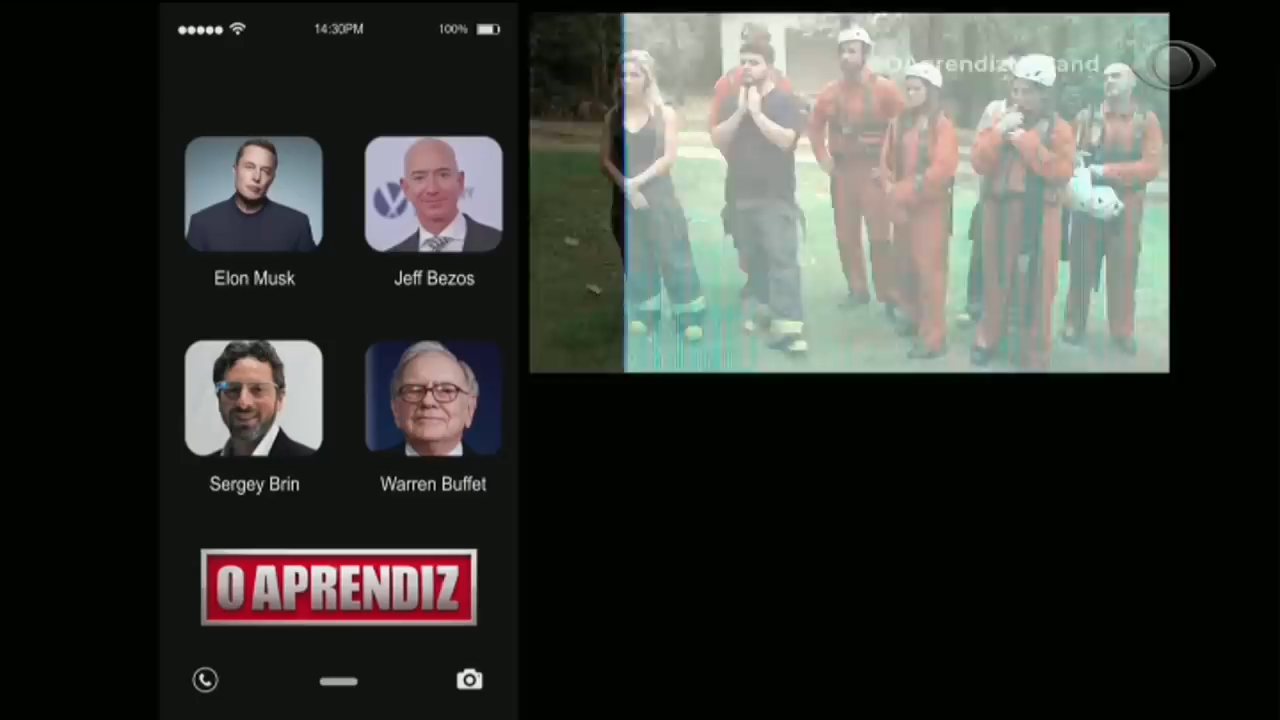 14:30PM
100%
Elon Musk
Jeff Bezos
Sergey Brin
Warren Buffet
O APRENDIZ